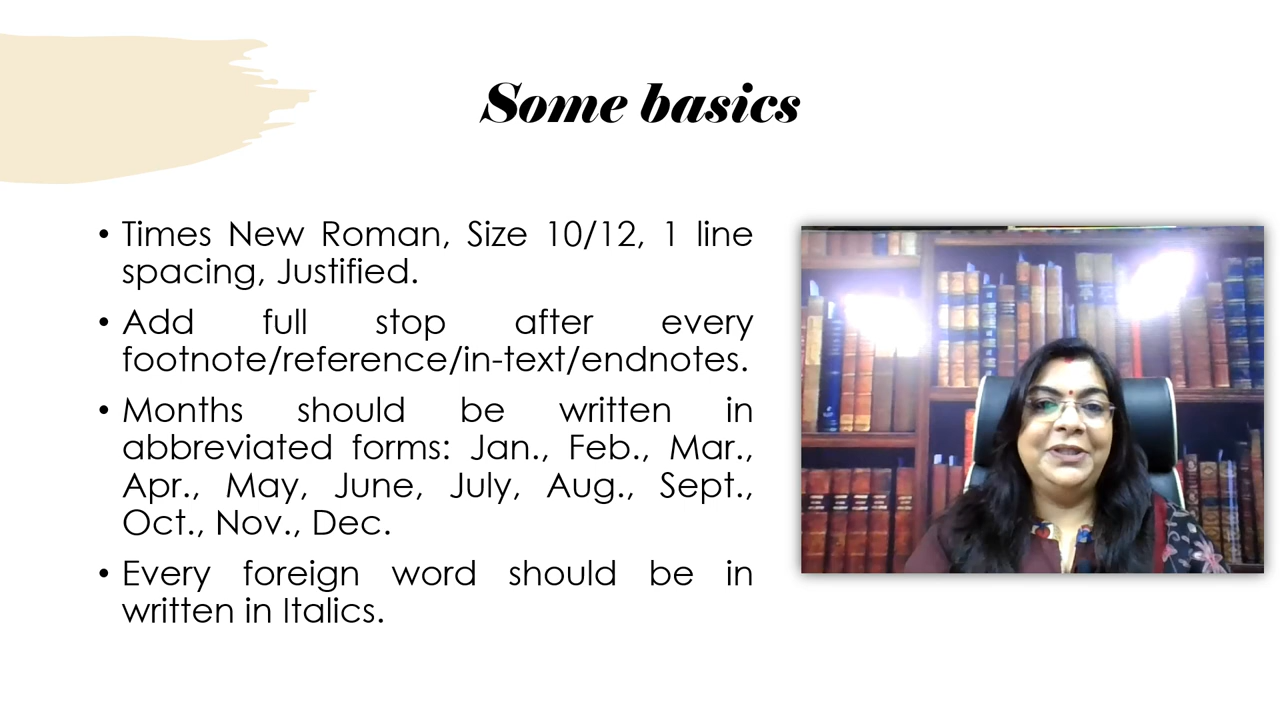 Some basics
• Times New Roman, Size 10/12, 1 line
spacing, Justified.
• Add full stop after every
footnote/reference/in-text/endnotes.
• Months should be written in
abbreviated forms: Jan., Feb., Mar.,
Apr., May, June, July, Aug., Sept.,
Oct., Nov., Dec.
• Every foreign word should be in
written in Italics.